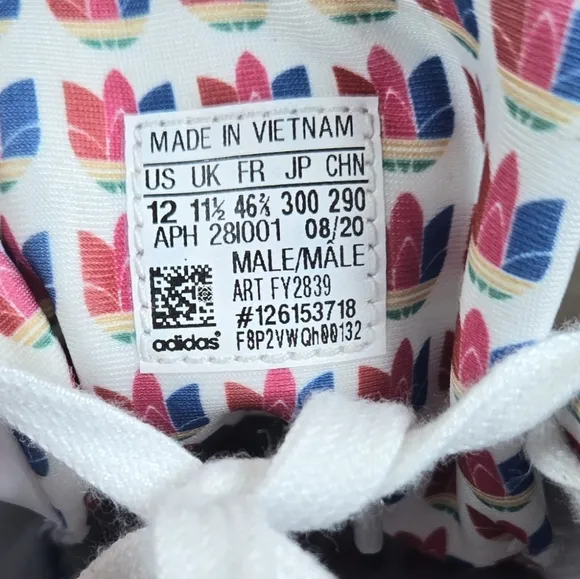 MADE IN VIETNAM
US UK FR JP CHN
12 11½ 46⅔ 300 290
APH 28I001 08/20
MALE/MÂLE
ART FY2839
#126153718
adidas® F8P2VWQh00132